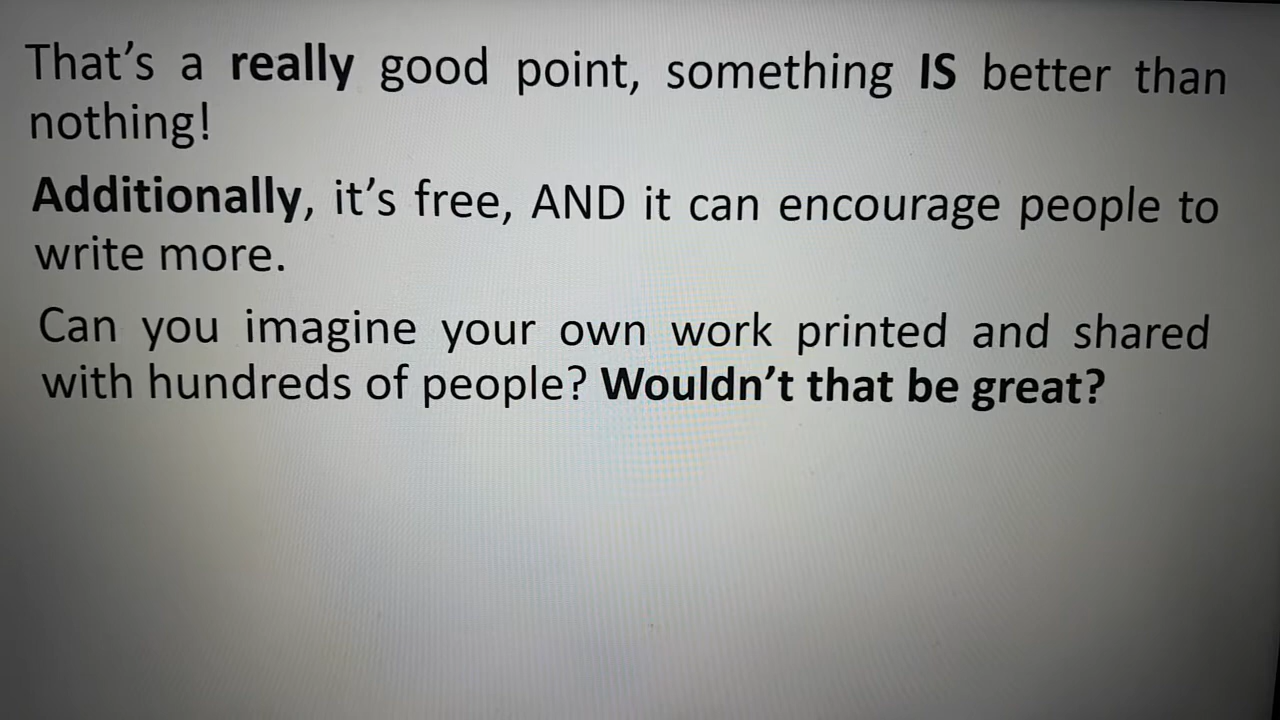 That’s a really good point, something IS better than
nothing!
Additionally, it’s free, AND it can encourage people to
write more.
Can you imagine your own work printed and shared
with hundreds of people? Wouldn’t that be great?